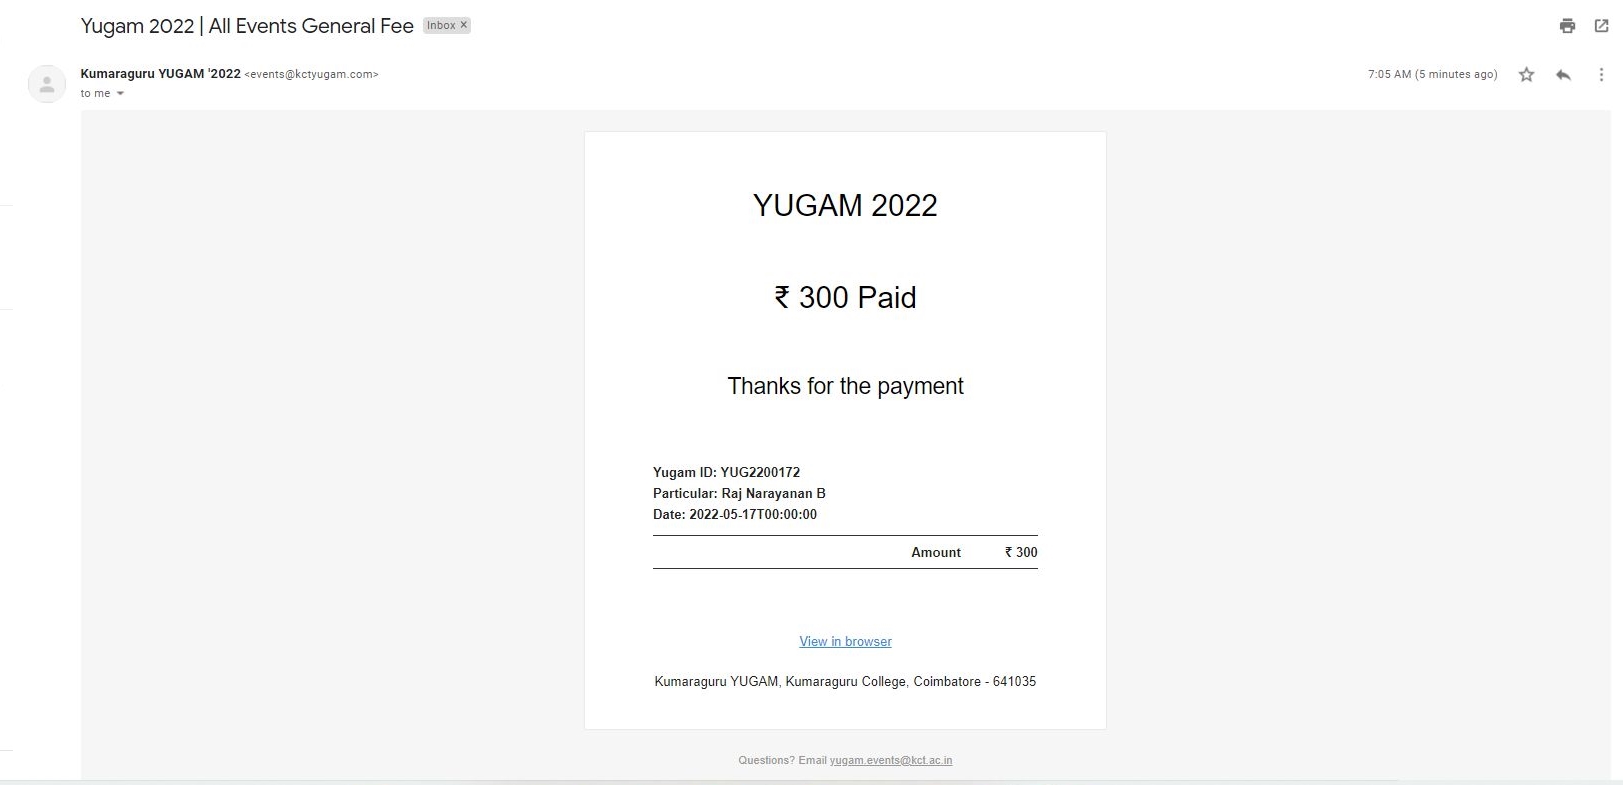 Yugam 2022 | All Events General Fee Inbox x
Kumaraguru YUGAM '2022 <events@kctyugam.com> 7:05 AM (5 minutes ago)
to me
YUGAM 2022
₹ 300 Paid
Thanks for the payment
Yugam ID: YUG2200172
Particular: Raj Narayanan B
Date: 2022-05-17T00:00:00
Amount ₹ 300
View in browser
Kumaraguru YUGAM, Kumaraguru College, Coimbatore - 641035
Questions? Email yugam.events@kct.ac.in